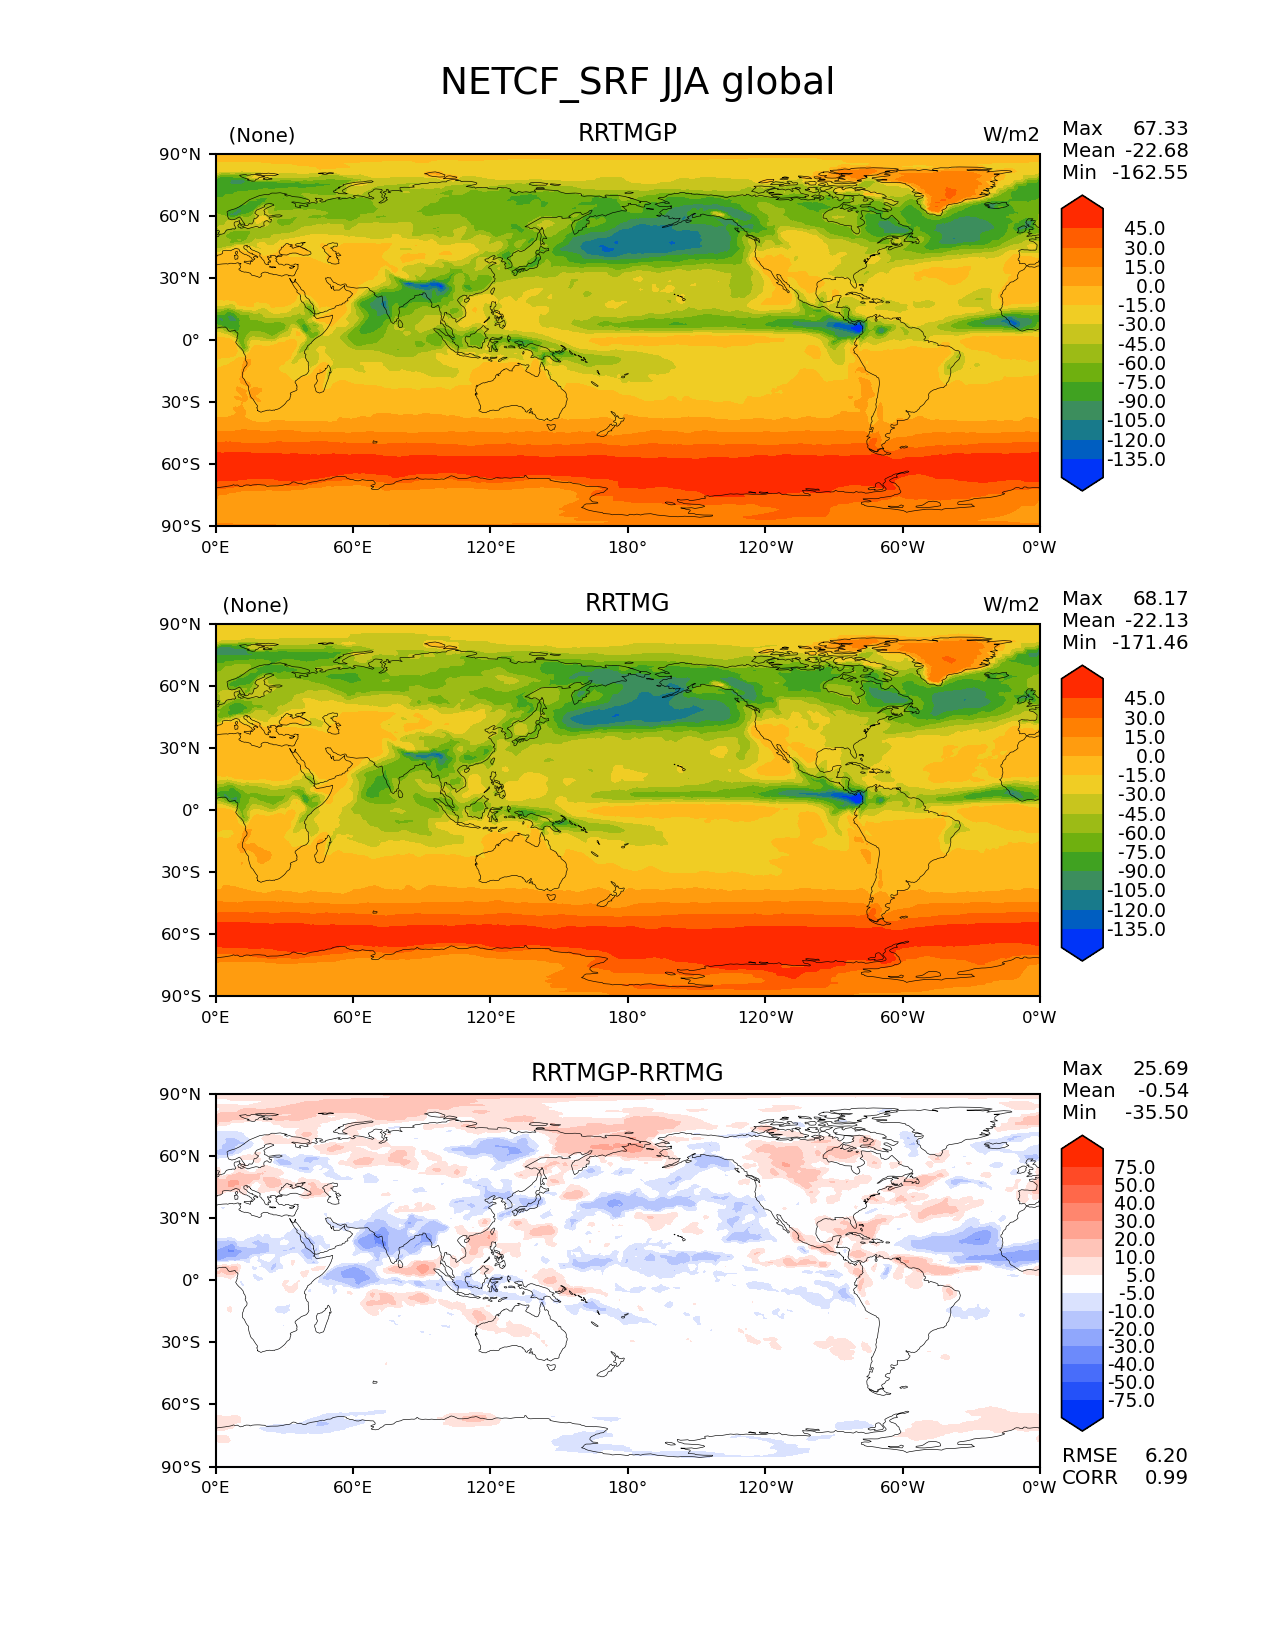 NETCF_SRF JJA global
(None) RRTMGP W/m2
Max 67.33
Mean -22.68
Min -162.55
90°N
60°N
30°N
0°
30°S
60°S
90°S
0°E 60°E 120°E 180° 120°W 60°W 0°W
45.0
30.0
15.0
0.0
-15.0
-30.0
-45.0
-60.0
-75.0
-90.0
-105.0
-120.0
-135.0
(None) RRTMG W/m2
Max 68.17
Mean -22.13
Min -171.46
90°N
60°N
30°N
0°
30°S
60°S
90°S
0°E 60°E 120°E 180° 120°W 60°W 0°W
45.0
30.0
15.0
0.0
-15.0
-30.0
-45.0
-60.0
-75.0
-90.0
-105.0
-120.0
-135.0
RRTMGP-RRTMG
Max 25.69
Mean -0.54
Min -35.50
90°N
60°N
30°N
0°
30°S
60°S
90°S
0°E 60°E 120°E 180° 120°W 60°W 0°W
75.0
50.0
40.0
30.0
20.0
10.0
5.0
-5.0
-10.0
-20.0
-30.0
-40.0
-50.0
-75.0
RMSE 6.20
CORR 0.99